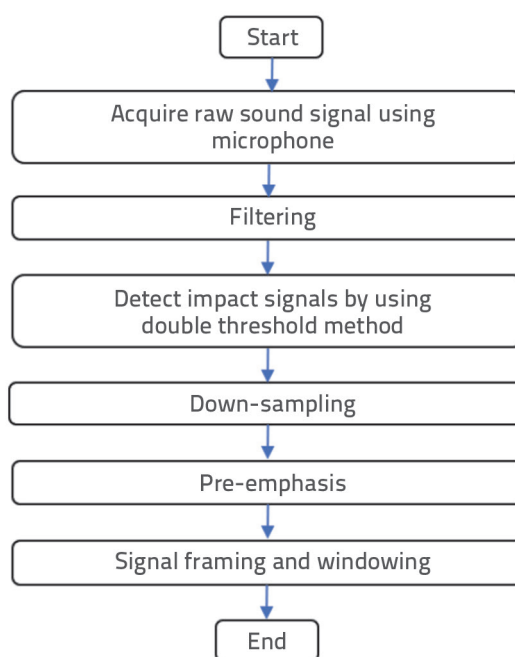 Start
Acquire raw sound signal using
microphone
Filtering
Detect impact signals by using
double threshold method
Down-sampling
Pre-emphasis
Signal framing and windowing
End